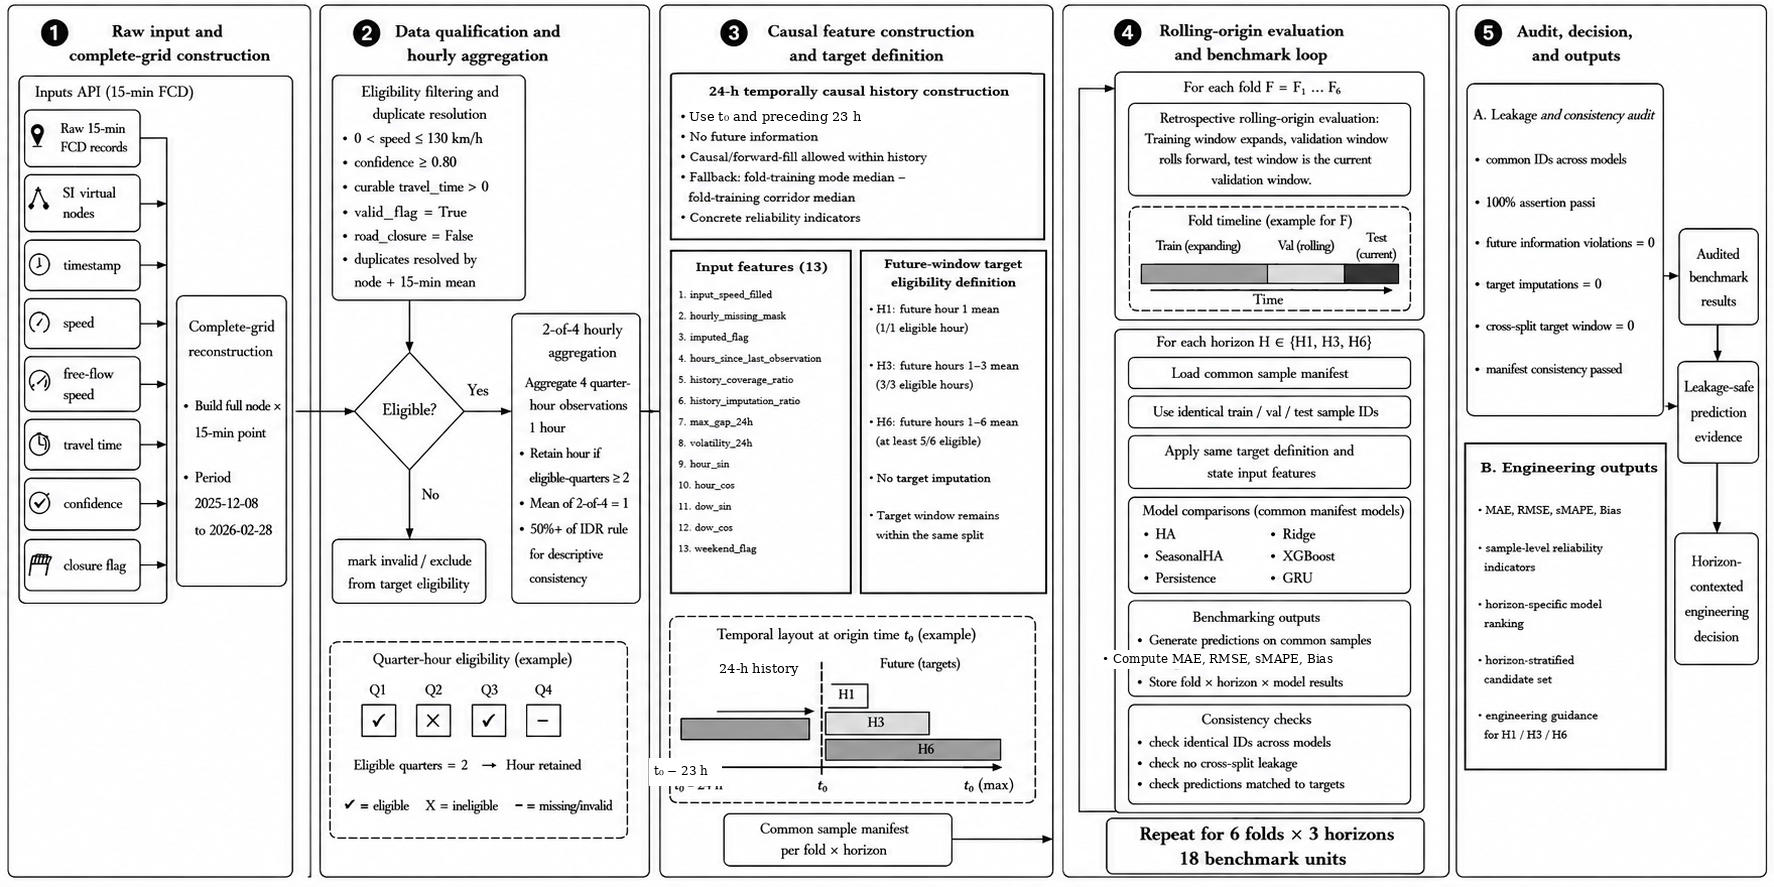 1
Raw input and
complete-grid construction
Inputs API (15-min FCD)
Raw 15-min
FCD records
SI virtual
nodes
timestamp
speed
free-flow
speed
travel time
confidence
closure flag
Complete-grid
reconstruction
• Build full node ×
15-min point
• Period
2025-12-08
to 2026-02-28
2
Data qualification and
hourly aggregation
Eligibility filtering and
duplicate resolution
• 0 < speed ≤ 130 km/h
• confidence ≥ 0.80
• curable travel_time > 0
• valid_flag = True
• road_closure = False
• duplicates resolved by
node + 15-min mean
Eligible?
Yes
No
mark invalid / exclude
from target eligibility
2-of-4 hourly
aggregation
Aggregate 4 quarter-
hour observations
1 hour
• Retain hour if
eligible-quarters ≥ 2
• Mean of 2-of-4 = 1
• 50%+ of IDR rule
for descriptive
consistency
Quarter-hour eligibility (example)
Q1 Q2 Q3 Q4
✓ × ✓ –
Eligible quarters = 2 → Hour retained
✓ = eligible X = ineligible – = missing/invalid
3
Causal feature construction
and target definition
24-h temporally causal history construction
• Use t₀ and preceding 23 h
• No future information
• Causal/forward-fill allowed within history
• Fallback: fold-training mode median –
fold-training corridor median
• Concrete reliability indicators
Input features (13)
1. input_speed_filled
2. hourly_missing_mask
3. imputed_flag
4. hours_since_last_observation
5. history_coverage_ratio
6. history_imputation_ratio
7. max_gap_24h
8. volatility_24h
9. hour_sin
10. hour_cos
11. dow_sin
12. dow_cos
13. weekend_flag
Future-window target
eligibility definition
• H1: future hour 1 mean
(1/1 eligible hour)
• H3: future hours 1–3 mean
(3/3 eligible hours)
• H6: future hours 1–6 mean
(at least 5/6 eligible)
• No target imputation
• Target window remains
within the same split
Temporal layout at origin time t₀ (example)
24-h history
Future (targets)
H1
H3
H6
t₀ − 23 h
t₀
t₀ (max)
Common sample manifest
per fold × horizon
4
Rolling-origin evaluation
and benchmark loop
For each fold F = F₁ ... F₆
Retrospective rolling-origin evaluation:
Training window expands, validation window
rolls forward, test window is the current
validation window.
Fold timeline (example for F)
Train (expanding) Val (rolling) Test
(current)
Time
For each horizon H ∈ {H1, H3, H6}
Load common sample manifest
Use identical train / val / test sample IDs
Apply same target definition and
state input features
Model comparisons (common manifest models)
• HA • Ridge
• SeasonalHA • XGBoost
• Persistence • GRU
Benchmarking outputs
• Generate predictions on common samples
• Compute MAE, RMSE, sMAPE, Bias
• Store fold × horizon × model results
Consistency checks
• check identical IDs across models
• check no cross-split leakage
• check predictions matched to targets
Repeat for 6 folds × 3 horizons
18 benchmark units
5
Audit, decision,
and outputs
A. Leakage and consistency audit
• common IDs across models
• 100% assertion passi
• future information violations = 0
• target imputations = 0
• cross-split target window = 0
• manifest consistency passed
B. Engineering outputs
• MAE, RMSE, sMAPE, Bias
• sample-level reliability
indicators
• horizon-specific model
ranking
• horizon-stratified
candidate set
• engineering guidance
for H1 / H3 / H6
Audited
benchmark
results
Leakage-safe
prediction
evidence
Horizon-
contexted
engineering
decision